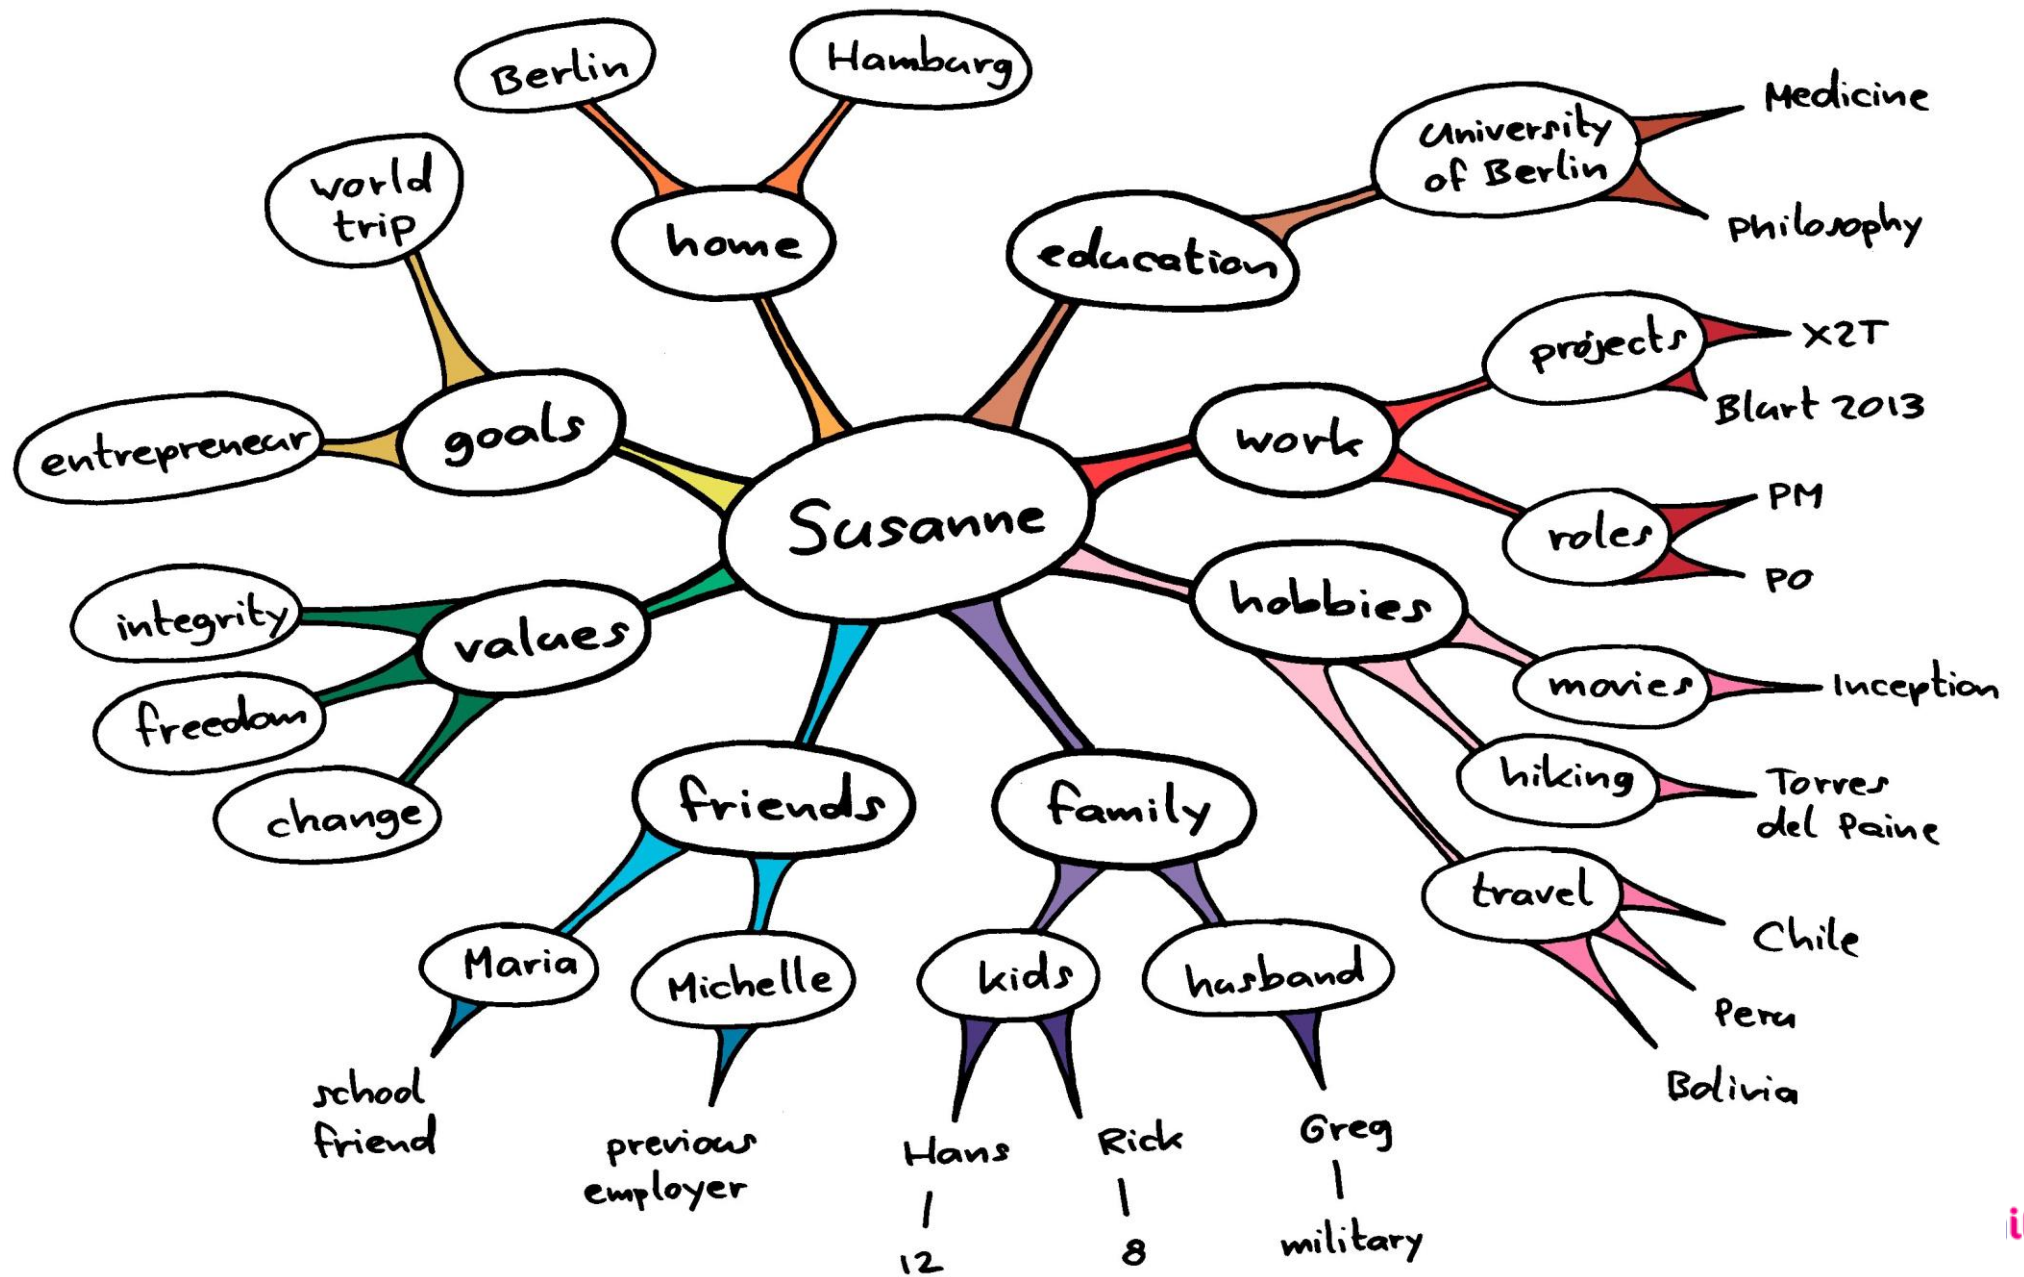 Berlin
Hamburg
world
trip
home
education
University
of Berlin
Medicine
Philosophy
entrepreneur
goals
Susanne
work
projects
X2T
Blart 2013
roles
PM
PO
integrity
freedom
change
values
hobbies
movies
Inception
hiking
Torres
del Paine
travel
Chile
Peru
Bolivia
friends
Maria
school
friend
Michelle
previous
employer
family
kids
Hans
12
Rick
8
husband
Greg
military